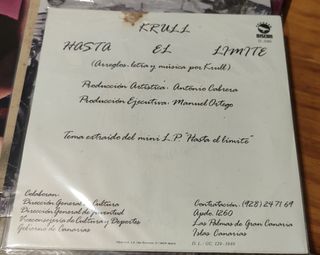 KRULL
DISCAN
HASTA EL LIMITE
(Arreglos, letra y música por Krull)
Producción Artística: Antonio Cabrera
Producción Ejecutiva: Manuel Ortega
Tema extraído del mini L.P. "Hasta el límite"
Colaboran:
Dirección General de Cultura
Dirección General de Juventud
Viceconsejería de Cultura y Deportes
Gobierno de Canarias
Contratación: (928) 24 71 69
Apdo. 1260
Las Palmas de Gran Canaria
Islas Canarias